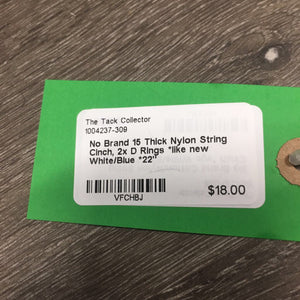 The Tack Collector
1004237-309
No Brand 15 Thick Nylon String
Cinch, 2x D Rings *like new
White/Blue *22"
$18.00
VFCHBJ